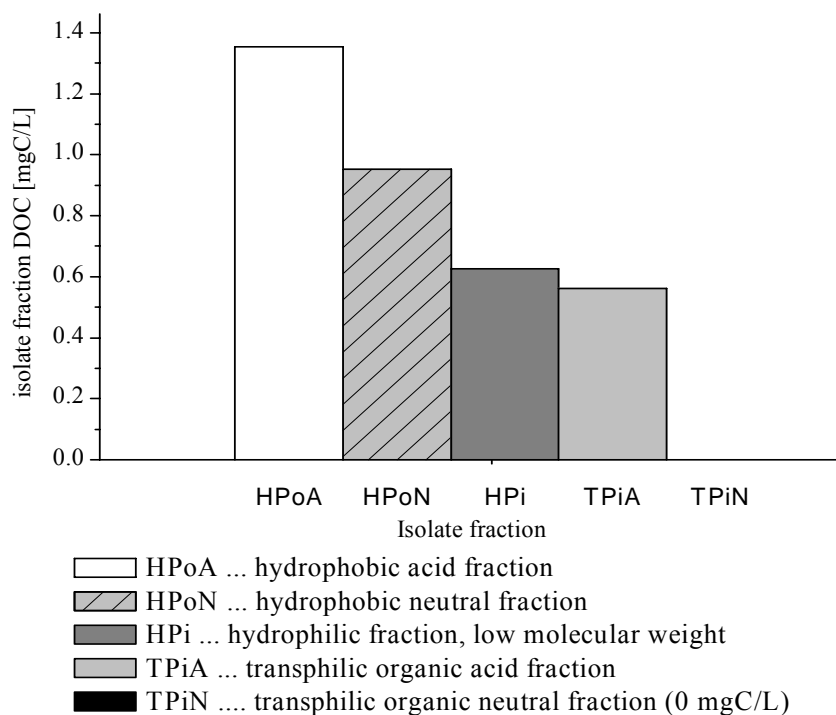 isolate fraction DOC [mgC/L]
1.4
1.2
1.0
0.8
0.6
0.4
0.2
0.0
HPoA HPoN HPi TPiA TPiN
Isolate fraction
HPoA ... hydrophobic acid fraction
HPoN ... hydrophobic neutral fraction
HPi ... hydrophilic fraction, low molecular weight
TPiA ... transphilic organic acid fraction
TPiN .... transphilic organic neutral fraction (0 mgC/L)